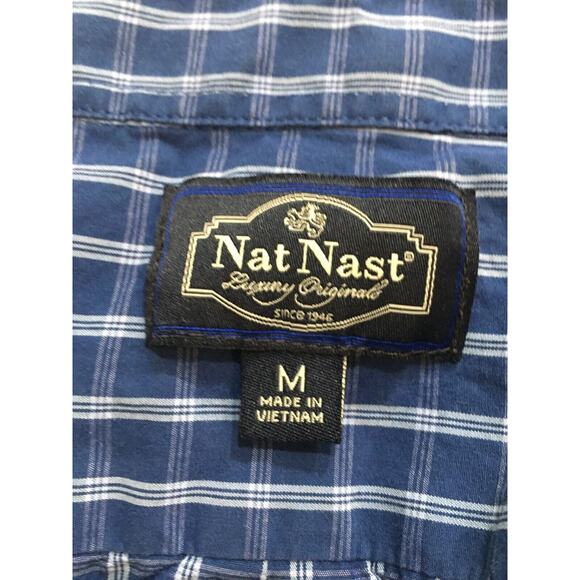 Nat Nast®
Luxury Originals
SINCE 1946
M
MADE IN
VIETNAM